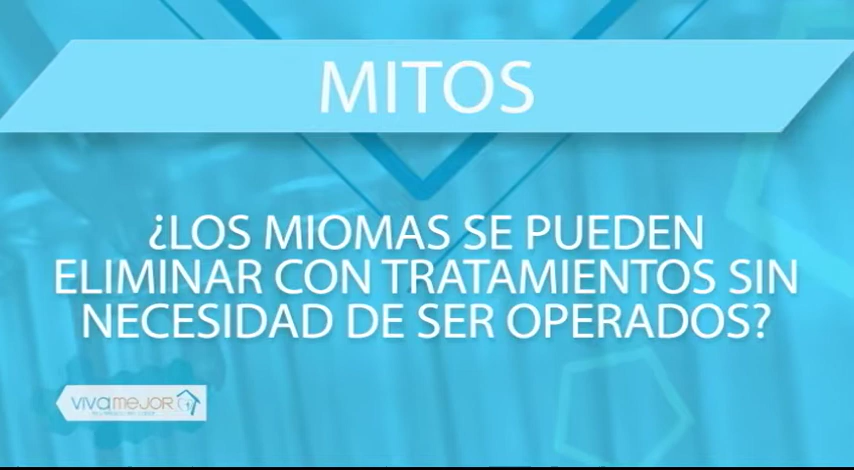 MITOS
¿LOS MIOMAS SE PUEDEN
ELIMINAR CON TRATAMIENTOS SIN
NECESIDAD DE SER OPERADOS?
VIVAMEJOR